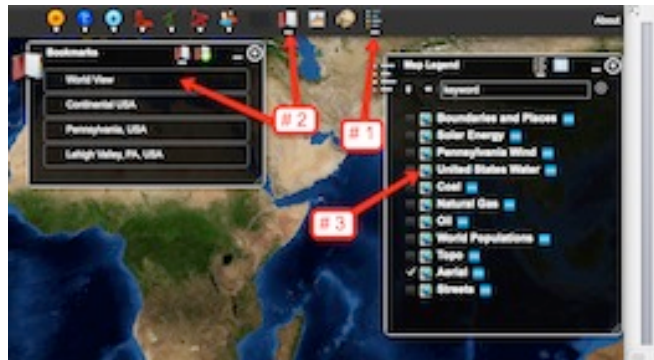 About
Bookmarks
World View
Continental USA
Pennsylvania, USA
Lehigh Valley, PA, USA
# 2
# 1
Map Legend
keyword
Boundaries and Places
Solar Energy
Pennsylvania Wind
United States Water
Coal
Natural Gas
Oil
World Populations
Topo
Aerial
Streets
# 3